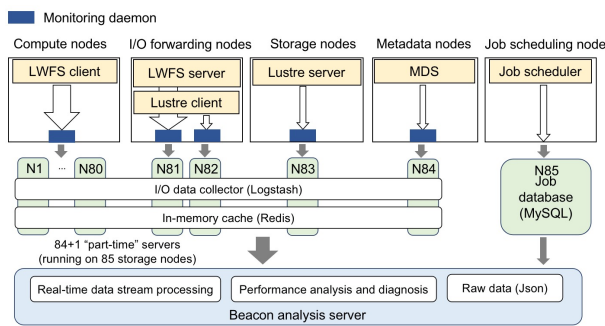 Monitoring daemon
Compute nodes
I/O forwarding nodes
Storage nodes
Metadata nodes
Job scheduling node
LWFS client
LWFS server
Lustre client
Lustre server
MDS
Job scheduler
N1
...
N80
N81
N82
N83
N84
N85
Job
database
(MySQL)
I/O data collector (Logstash)
In-memory cache (Redis)
84+1 “part-time” servers
(running on 85 storage nodes)
Real-time data stream processing
Performance analysis and diagnosis
Raw data (Json)
Beacon analysis server